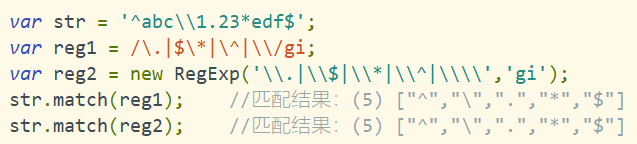 var str = '^abc\\1.23*edf$';
var reg1 = /\.|$\*|\^|\\/gi;
var reg2 = new RegExp('\\.|\\$|\\*|\\^|\\\\','gi');
str.match(reg1);    //匹配结果：(5) ["^","\",".","*","$"]
str.match(reg2);    //匹配结果：(5) ["^","\",".","*","$"]